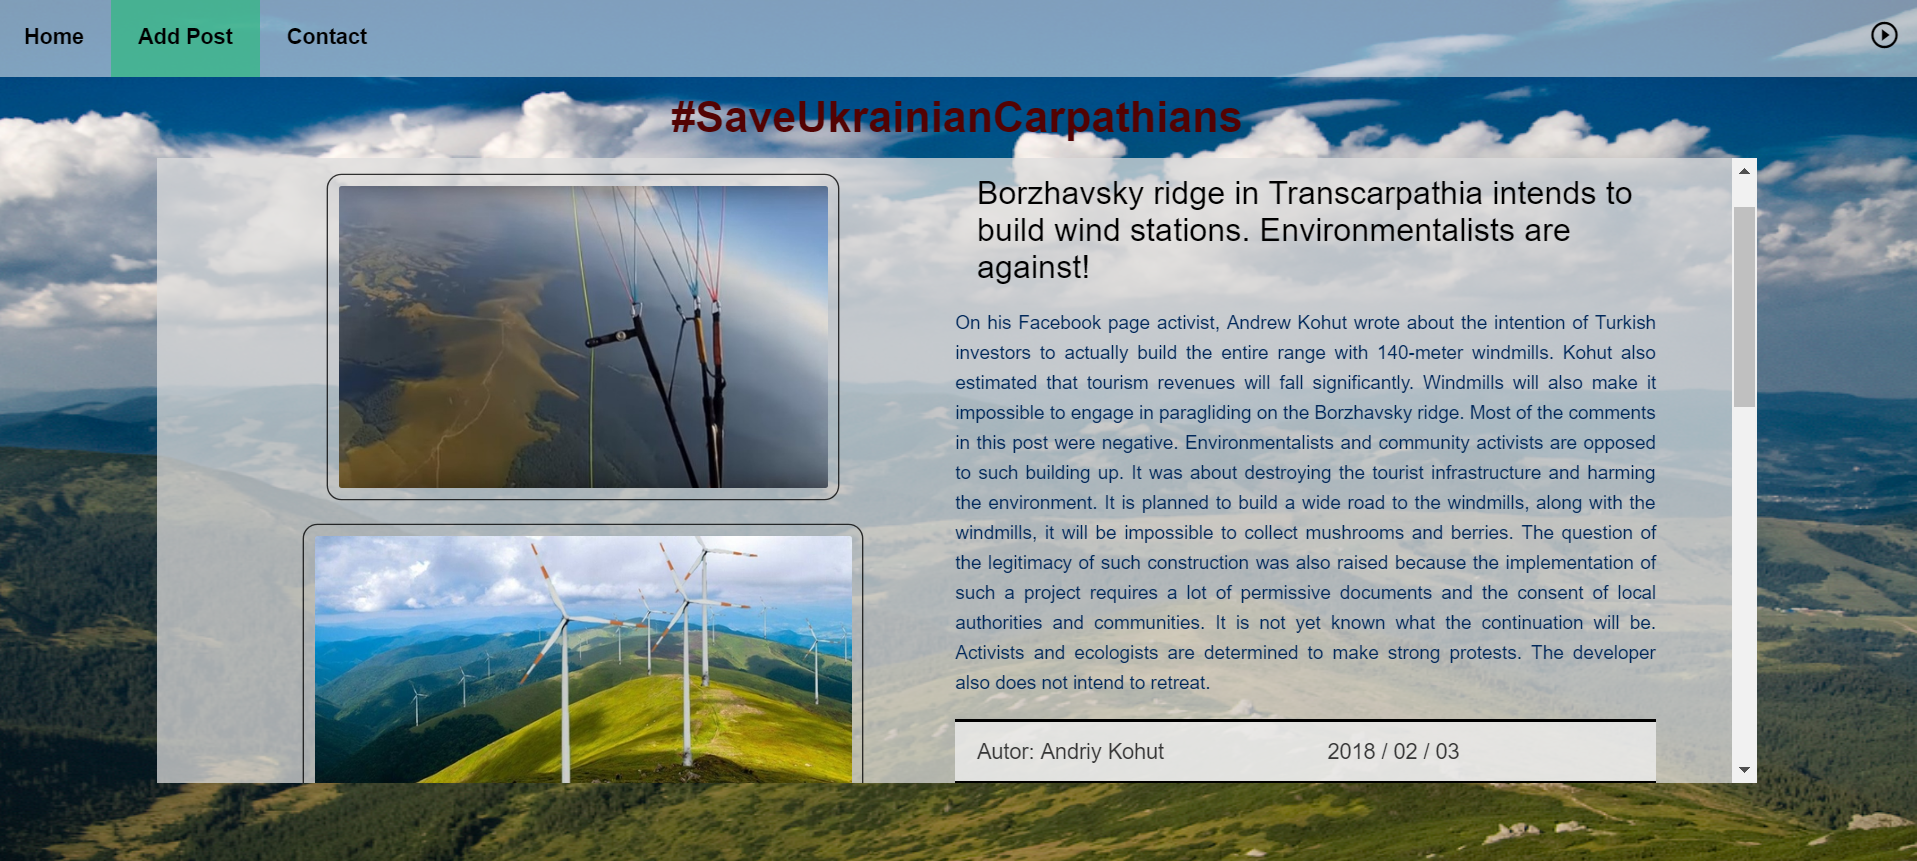 Home Add Post Contact
#SaveUkrainianCarpathians
Borzhavsky ridge in Transcarpathia intends to
build wind stations. Environmentalists are
against!
On his Facebook page activist, Andrew Kohut wrote about the intention of Turkish
investors to actually build the entire range with 140-meter windmills. Kohut also
estimated that tourism revenues will fall significantly. Windmills will also make it
impossible to engage in paragliding on the Borzhavsky ridge. Most of the comments
in this post were negative. Environmentalists and community activists are opposed
to such building up. It was about destroying the tourist infrastructure and harming
the environment. It is planned to build a wide road to the windmills, along with the
windmills, it will be impossible to collect mushrooms and berries. The question of
the legitimacy of such construction was also raised because the implementation of
such a project requires a lot of permissive documents and the consent of local
authorities and communities. It is not yet known what the continuation will be.
Activists and ecologists are determined to make strong protests. The developer
also does not intend to retreat.
Autor: Andriy Kohut 2018 / 02 / 03